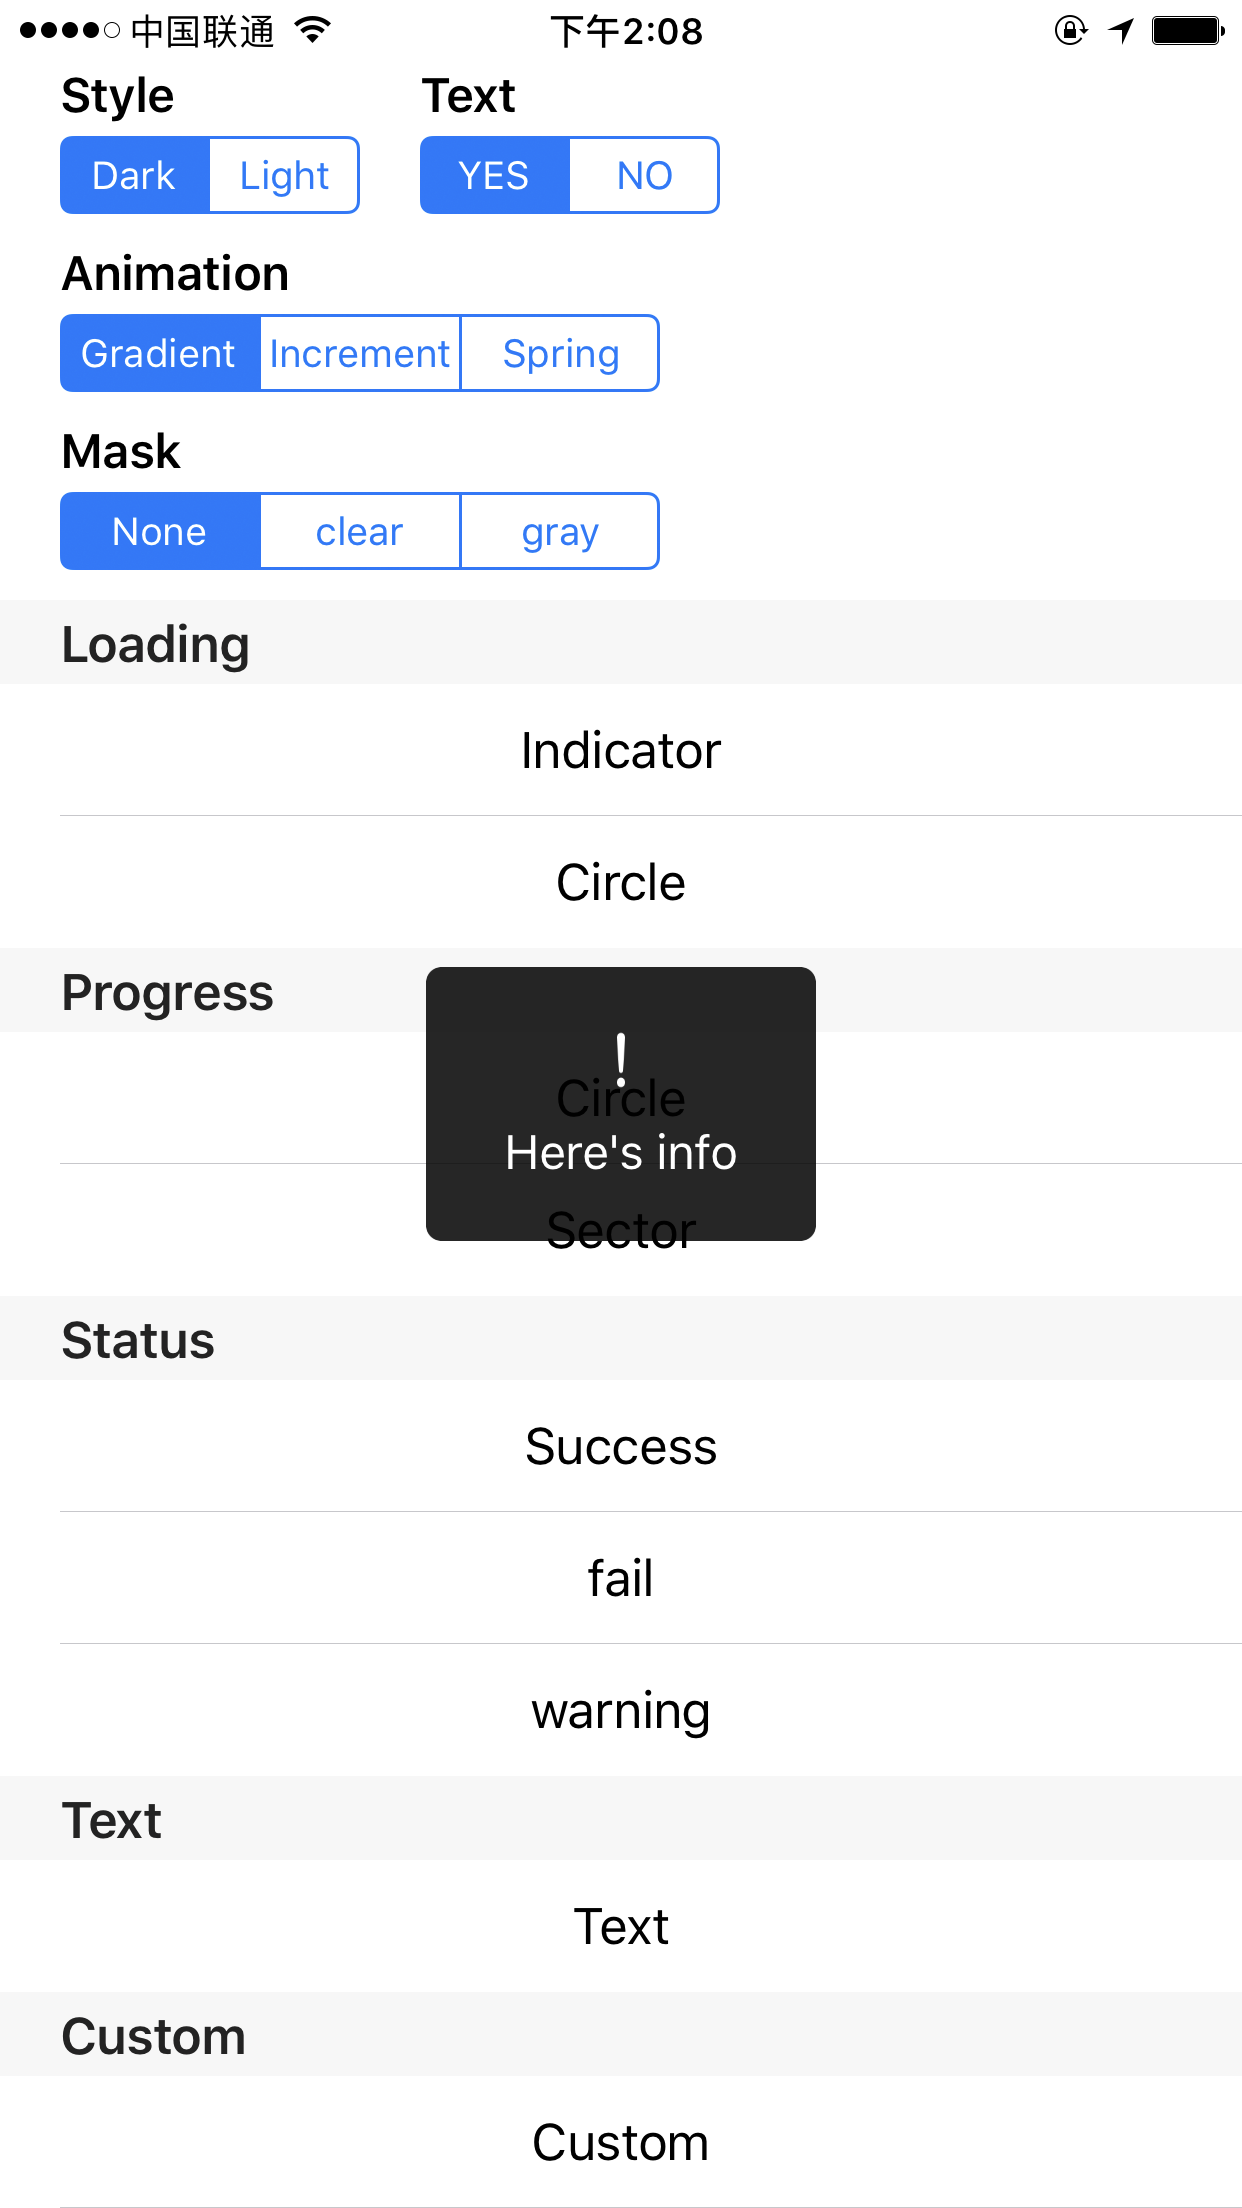 中国联通 下午2:08
Style Text
Dark Light YES NO
Animation
Gradient Increment Spring
Mask
None clear gray
Loading
Indicator
Circle
Progress
!
Circle
Here's info
Sector
Status
Success
fail
warning
Text
Text
Custom
Custom